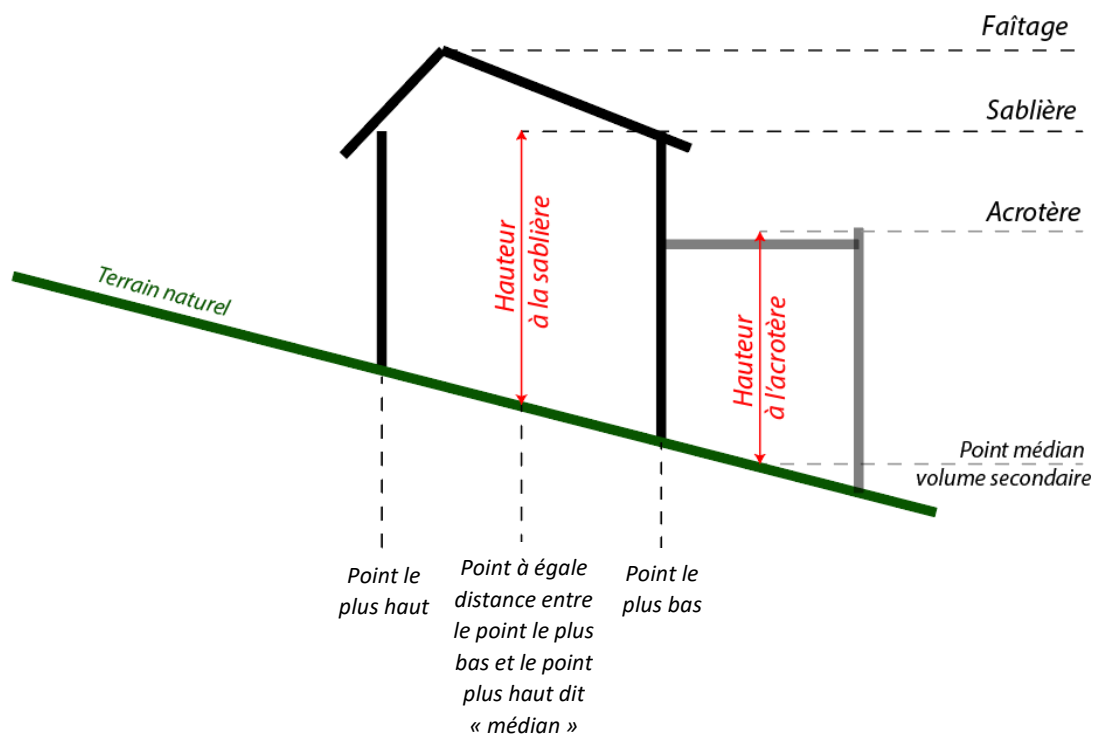 Faîtage
Sablière
Acrotère
Hauteur
à la sablière
Hauteur
à l'acrotère
Terrain naturel
Point médian
volume secondaire
Point le
plus haut
Point à égale
distance entre
le point le plus
bas et le point
plus haut dit
« médian »
Point le
plus bas